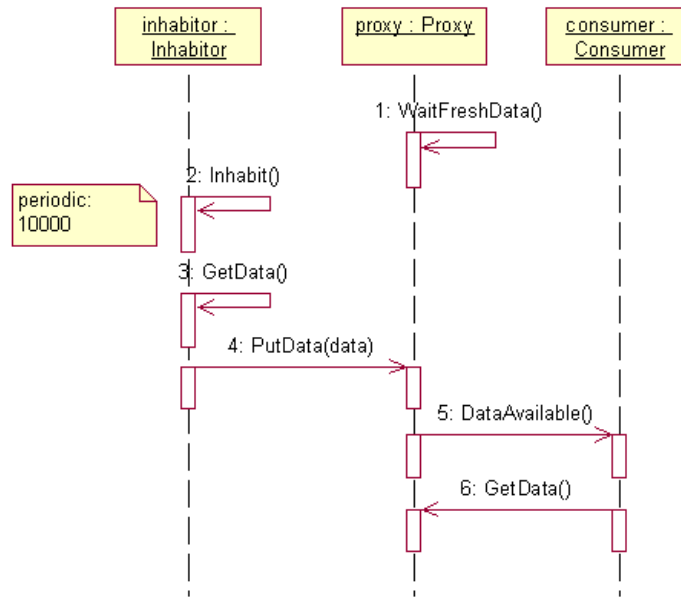 inhabitor :
Inhabitor
proxy : Proxy
consumer :
Consumer
1: WaitFreshData()
2: Inhabit()
periodic:
10000
3: GetData()
4: PutData(data)
5: DataAvailable()
6: GetData()